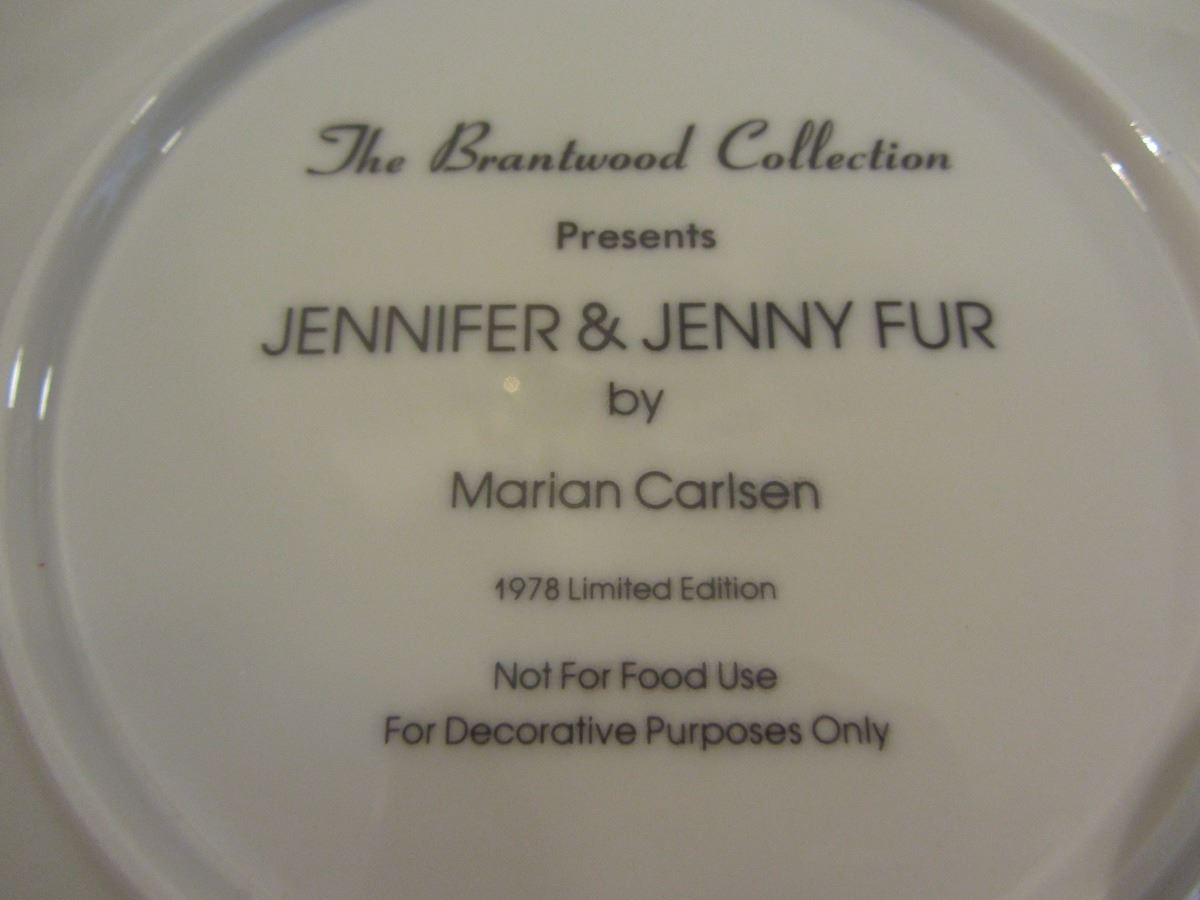 The Brantwood Collection
Presents
JENNIFER & JENNY FUR
by
Marian Carlsen
1978 Limited Edition
Not For Food Use
For Decorative Purposes Only